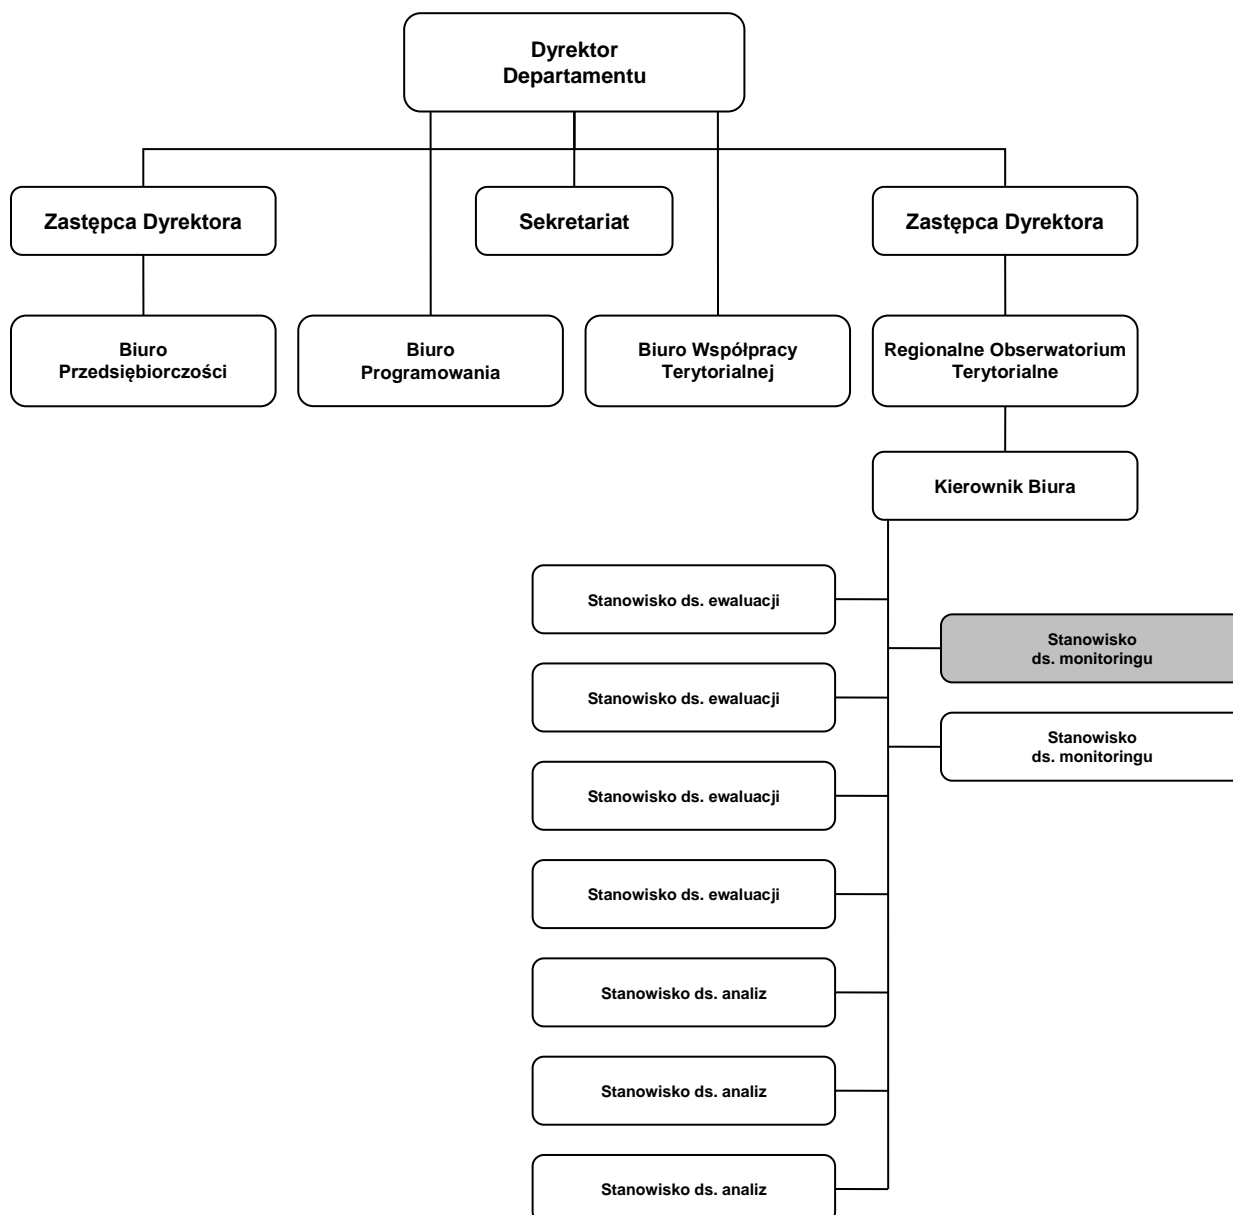 Dyrektor
Departamentu
Zastępca Dyrektora
Sekretariat
Zastępca Dyrektora
Biuro
Przedsiębiorczości
Biuro
Programowania
Biuro Współpracy
Terytorialnej
Regionalne Obserwatorium
Terytorialne
Kierownik Biura
Stanowisko ds. ewaluacji
Stanowisko
ds. monitoringu
Stanowisko ds. ewaluacji
Stanowisko
ds. monitoringu
Stanowisko ds. ewaluacji
Stanowisko ds. ewaluacji
Stanowisko ds. analiz
Stanowisko ds. analiz
Stanowisko ds. analiz